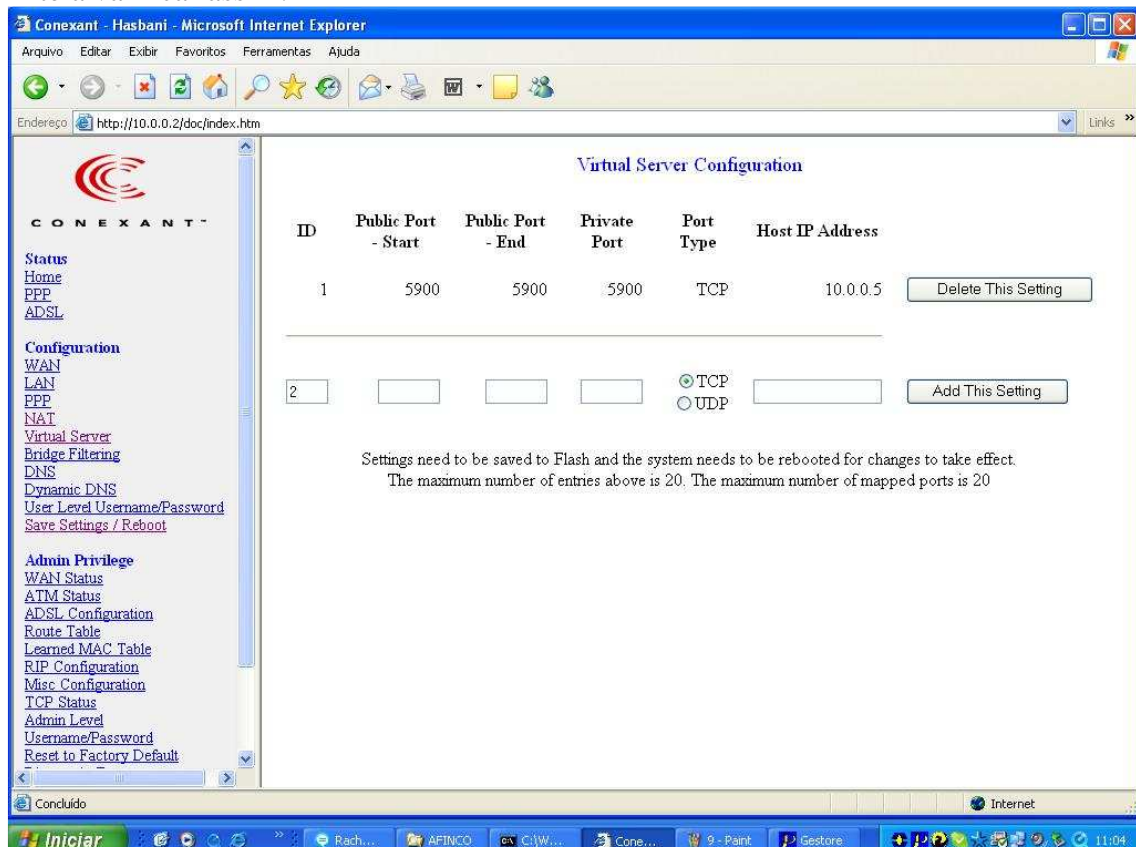 Conexant - Hasbani - Microsoft Internet Explorer
Arquivo Editar Exibir Favoritos Ferramentas Ajuda
Endereço http://10.0.0.2/doc/index.htm Links »
CONEXANT™
Status
Home
PPP
ADSL
Configuration
WAN
LAN
PPP
NAT
Virtual Server
Bridge Filtering
DNS
Dynamic DNS
User Level Username/Password
Save Settings / Reboot
Admin Privilege
WAN Status
ATM Status
ADSL Configuration
Route Table
Learned MAC Table
RIP Configuration
Misc Configuration
TCP Status
Admin Level
Username/Password
Reset to Factory Default
Virtual Server Configuration
ID Public Port - Start Public Port - End Private Port Port Type Host IP Address
1 5900 5900 5900 TCP 10.0.0.5 Delete This Setting
2 TCP UDP Add This Setting
Settings need to be saved to Flash and the system needs to be rebooted for changes to take effect.
The maximum number of entries above is 20. The maximum number of mapped ports is 20
Concluído Internet
Iniciar » Rach... AFINCO C:\W... Cone... 9 - Paint Gestore 11:04